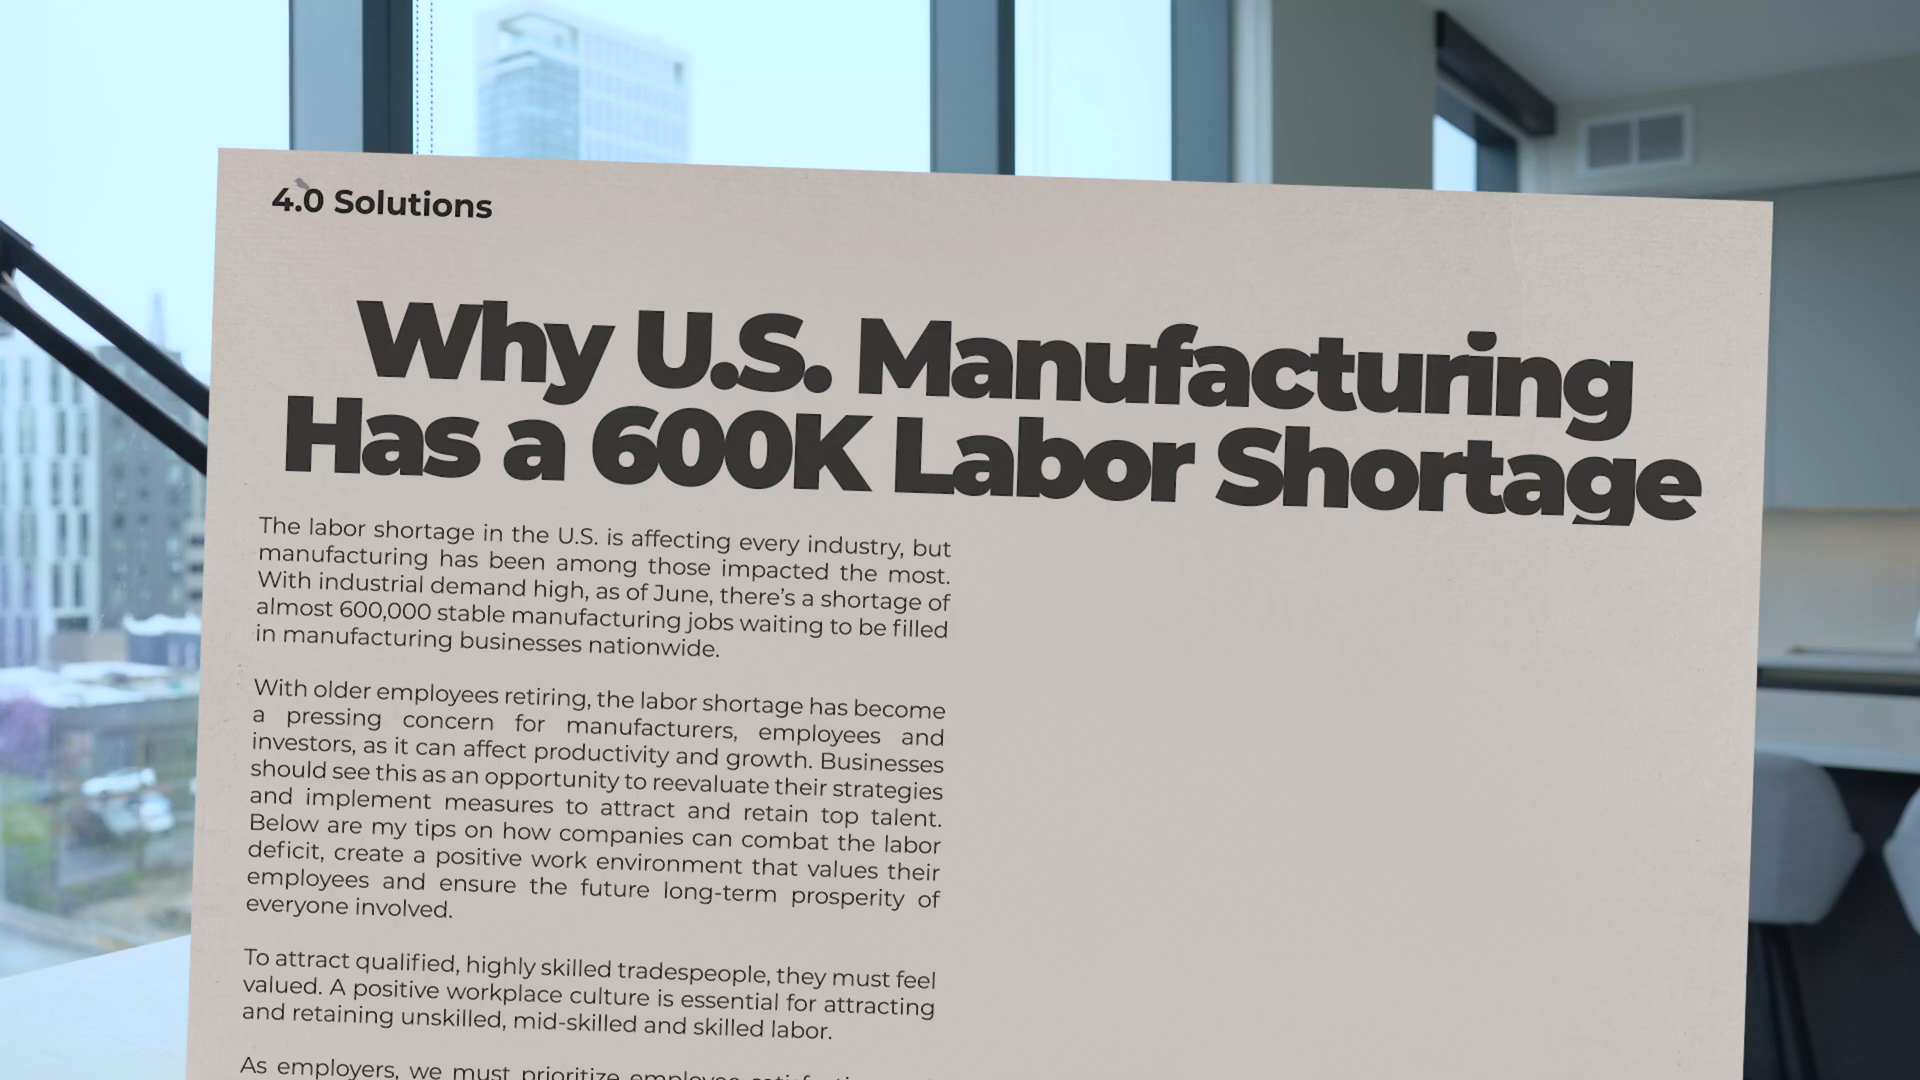 4.0 Solutions
Why U.S. Manufacturing
Has a 600K Labor Shortage
The labor shortage in the U.S. is affecting every industry, but
manufacturing has been among those impacted the most.
With industrial demand high, as of June, there's a shortage of
almost 600,000 stable manufacturing jobs waiting to be filled
in manufacturing businesses nationwide.
With older employees retiring, the labor shortage has become
a pressing concern for manufacturers, employees and
investors, as it can affect productivity and growth. Businesses
should see this as an opportunity to reevaluate their strategies
and implement measures to attract and retain top talent.
Below are my tips on how companies can combat the labor
deficit, create a positive work environment that values their
employees and ensure the future long-term prosperity of
everyone involved.
To attract qualified, highly skilled tradespeople, they must feel
valued. A positive workplace culture is essential for attracting
and retaining unskilled, mid-skilled and skilled labor.
As employers, we must prioritize employee